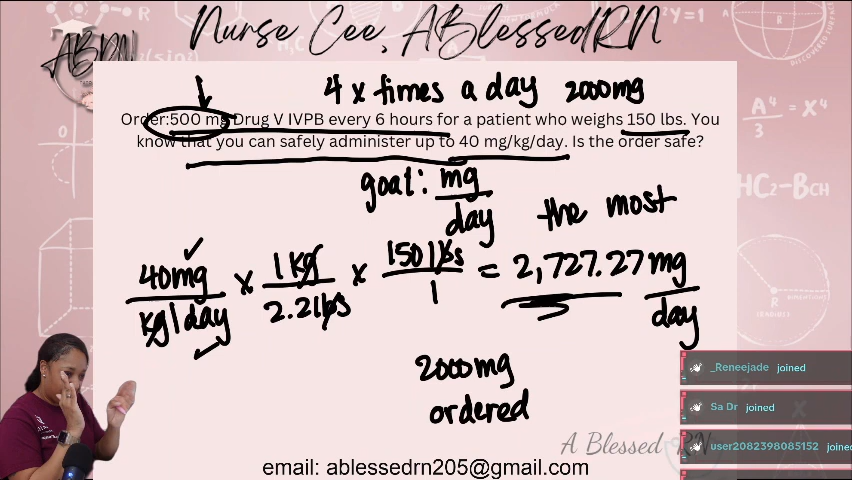 Nurse Cee, ABlessedRN
ABRN
4 x times a day 2000mg
Order:500 mg Drug V IVPB every 6 hours for a patient who weighs 150 lbs. You
know that you can safely administer up to 40 mg/kg/day. Is the order safe?
goal: mg
day
the most
40mg x 1kg x 150lbs = 2,727.27 mg
kg/day 2.2lbs 1 day
2000mg
ordered
_Reneejade joined
Sa Dr joined
user2082398085152 joined
A Blessed RN
email: ablessedrn205@gmail.com